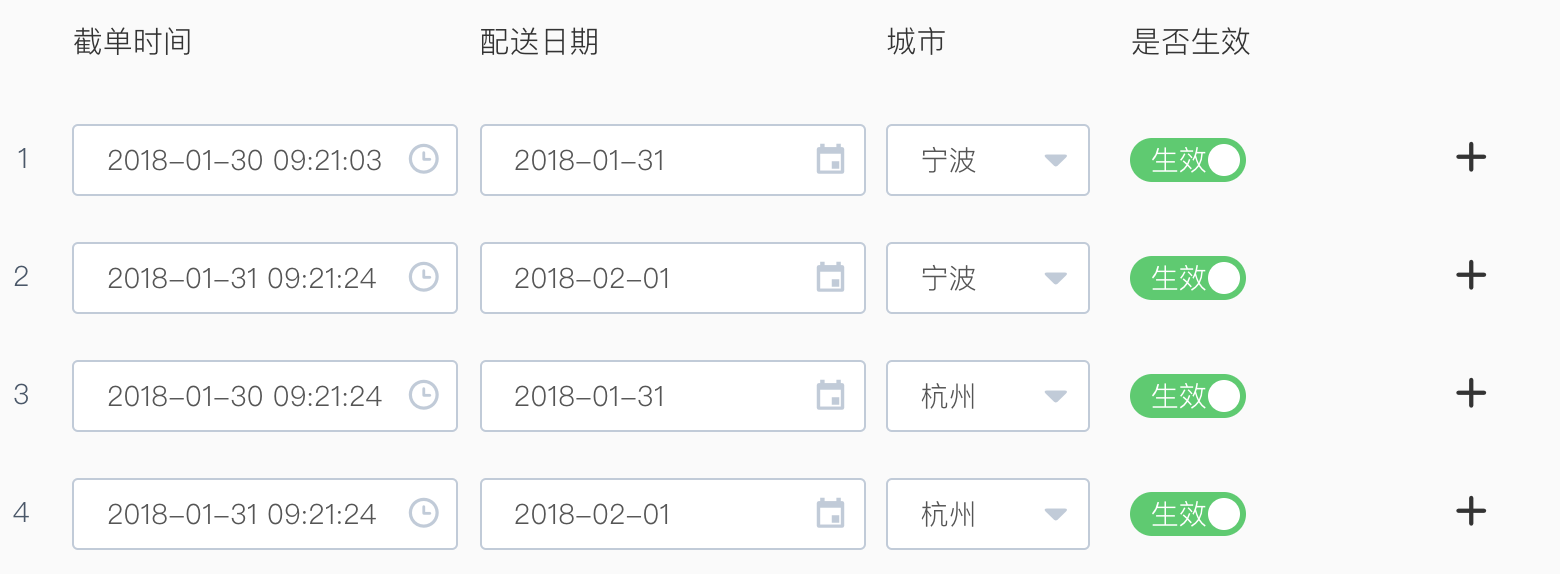 截单时间 配送日期 城市 是否生效
1 2018-01-30 09:21:03 2018-01-31 宁波 生效
2 2018-01-31 09:21:24 2018-02-01 宁波 生效
3 2018-01-30 09:21:24 2018-01-31 杭州 生效
4 2018-01-31 09:21:24 2018-02-01 杭州 生效